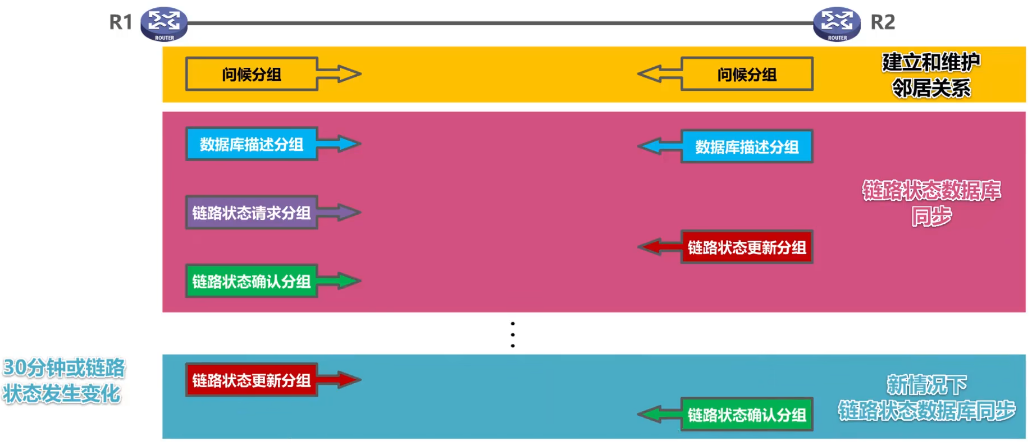 R1
ROUTER
ROUTER
R2
问候分组
问候分组
建立和维护
邻居关系
数据库描述分组
数据库描述分组
链路状态数据库
同步
链路状态请求分组
链路状态更新分组
链路状态确认分组
30分钟或链路
状态发生变化
链路状态更新分组
新情况下
链路状态数据库同步
链路状态确认分组